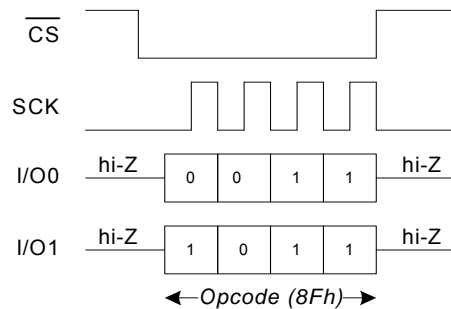 CS
SCK
hi-Z hi-Z
I/O0 0 0 1 1
hi-Z hi-Z
I/O1 1 0 1 1
Opcode (8Fh)